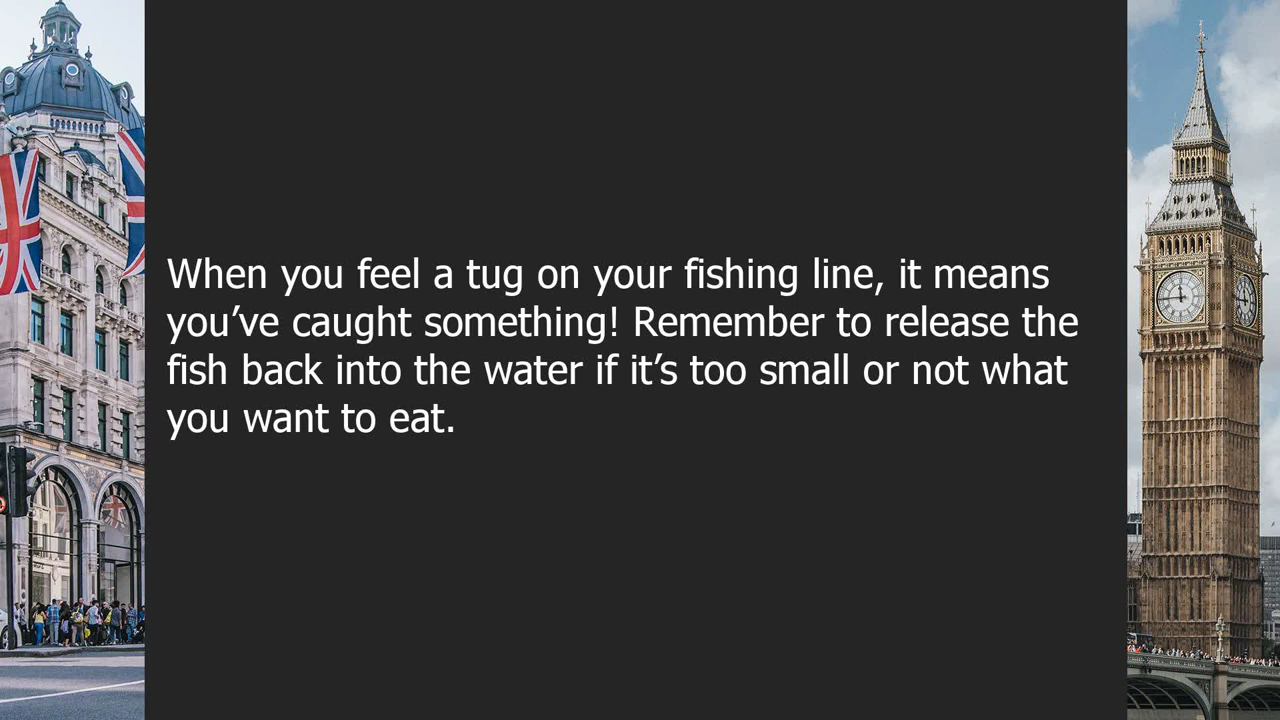 When you feel a tug on your fishing line, it means
you’ve caught something! Remember to release the
fish back into the water if it’s too small or not what
you want to eat.